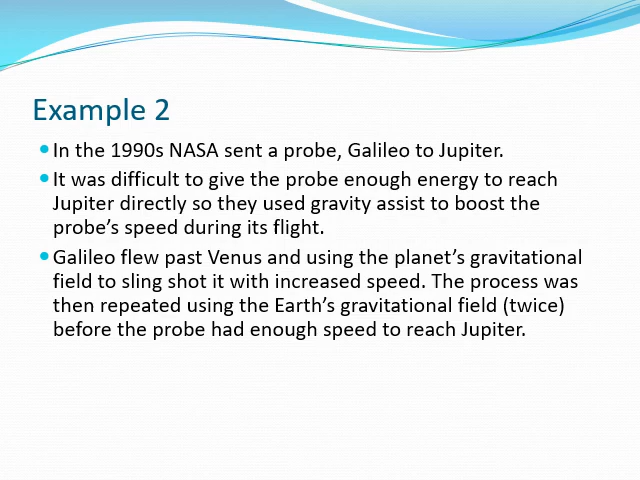 Example 2
In the 1990s NASA sent a probe, Galileo to Jupiter.
It was difficult to give the probe enough energy to reach
Jupiter directly so they used gravity assist to boost the
probe's speed during its flight.
Galileo flew past Venus and using the planet's gravitational
field to sling shot it with increased speed. The process was
then repeated using the Earth's gravitational field (twice)
before the probe had enough speed to reach Jupiter.